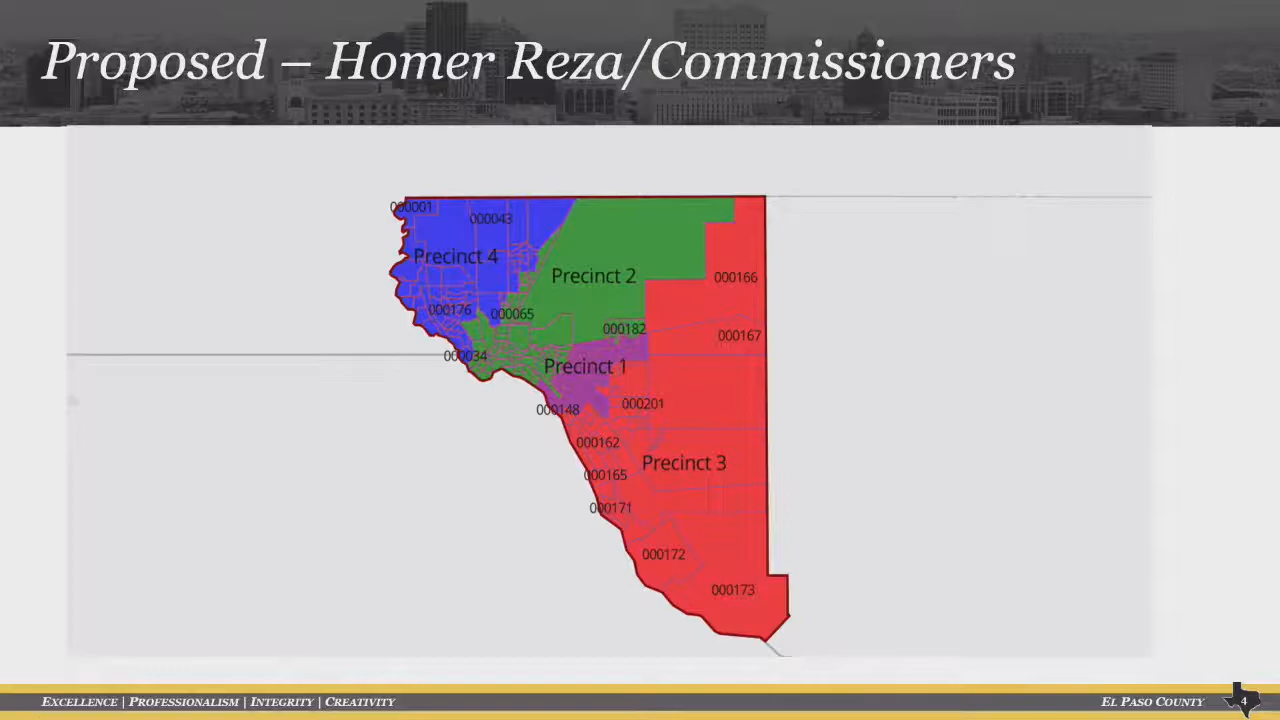 Proposed – Homer Reza/Commissioners
000001
000043
Precinct 4
Precinct 2
000166
000176
000065
000182
000167
000034
Precinct 1
000148
000201
000162
Precinct 3
000165
000171
000172
000173
EXCELLENCE | PROFESSIONALISM | INTEGRITY | CREATIVITY
EL PASO COUNTY
4